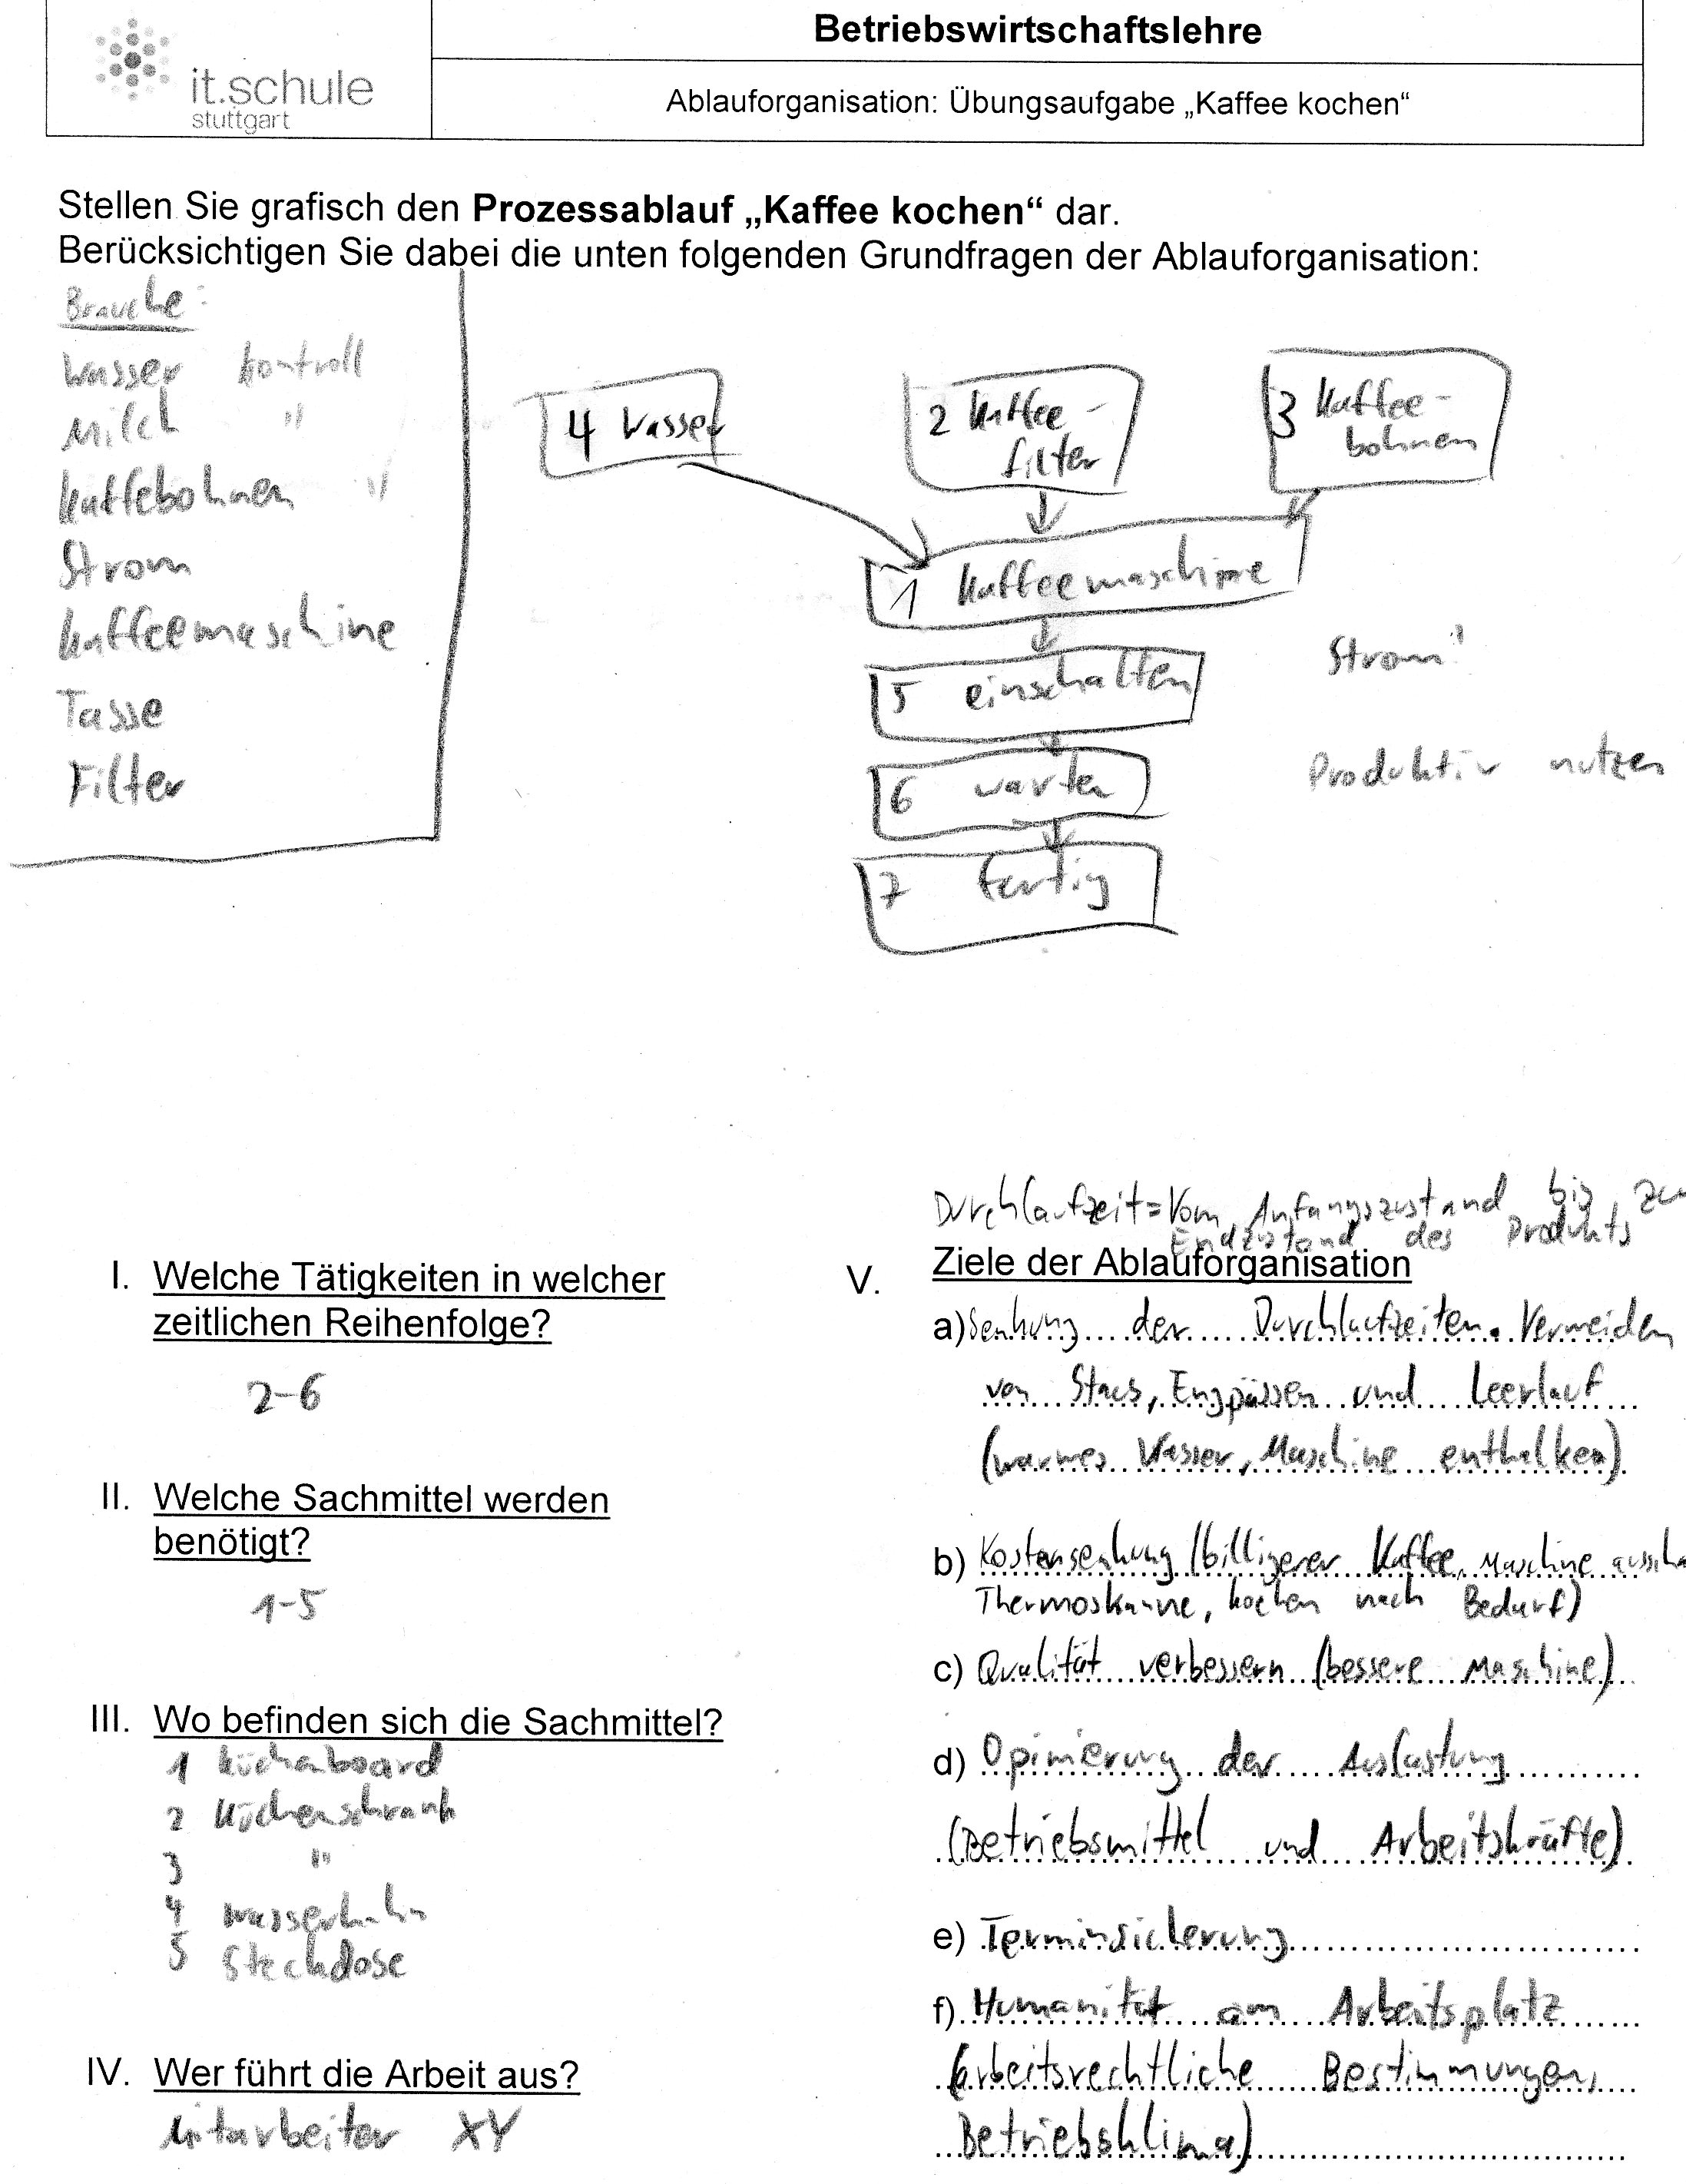 it.schule
stuttgart
Betriebswirtschaftslehre
Ablauforganisation: Übungsaufgabe „Kaffee kochen“
Stellen Sie grafisch den Prozessablauf „Kaffee kochen“ dar.
Berücksichtigen Sie dabei die unten folgenden Grundfragen der Ablauforganisation:
Brauche:
Wasser kontroll
Milch "
Kaffebohnen "
Strom
Kaffeemaschine
Tasse
Filter
4 Wasser
2 Kaffee-
filter
3 Kaffee-
bohnen
1 Kaffeemaschine
5 einschalten
Strom
6 warten
Produktiv nutzen
7 fertig
I. Welche Tätigkeiten in welcher
zeitlichen Reihenfolge?
2-6
II. Welche Sachmittel werden
benötigt?
1-5
III. Wo befinden sich die Sachmittel?
1 Küchenboard
2 Küchenschrank
3 "
4 Wasserhahn
5 Steckdose
IV. Wer führt die Arbeit aus?
Mitarbeiter XY
Durchlaufzeit=Vom Anfangszustand bis zu
Endzustand des Produkts
V. Ziele der Ablauforganisation
a) Senkung der Durchlaufzeiten. Vermeiden
von Staus, Engpässen und Leerlauf
(warmes Wasser, Maschine entkalken)
b) Kostensenkung (billigerer Kaffee, Maschineausscha
Thermoskanne, kochen nach Bedarf)
c) Qualität verbessern (bessere Maschine)
d) Opimierung der Auslastung
(Betriebsmittel und Arbeitskräfte)
e) Terminsicherung
f) Humanität am Arbeitsplatz
(arbeitsrechtliche Bestimmungen,
Betriebsklima)